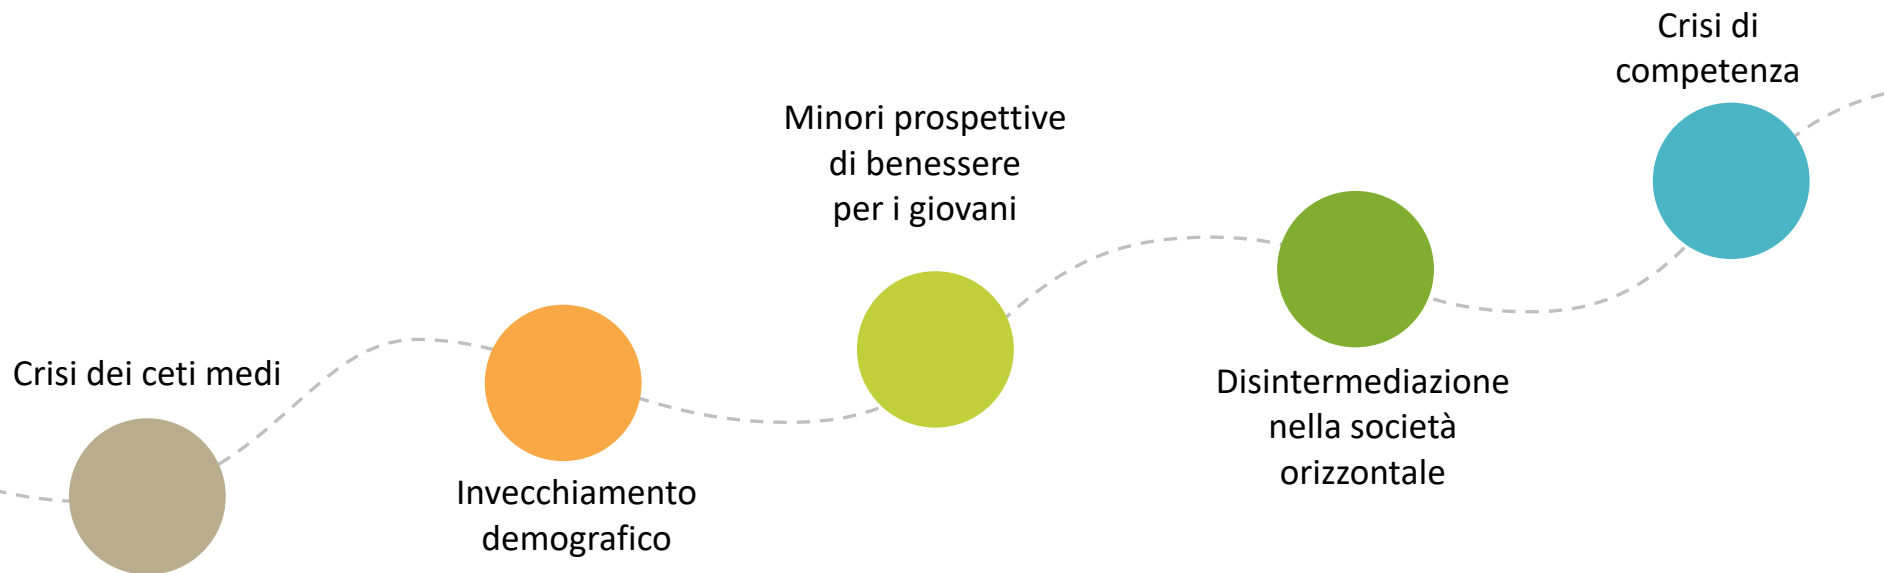 Crisi dei ceti medi
Invecchiamento
demografico
Minori prospettive
di benessere
per i giovani
Disintermediazione
nella società
orizzontale
Crisi di
competenza